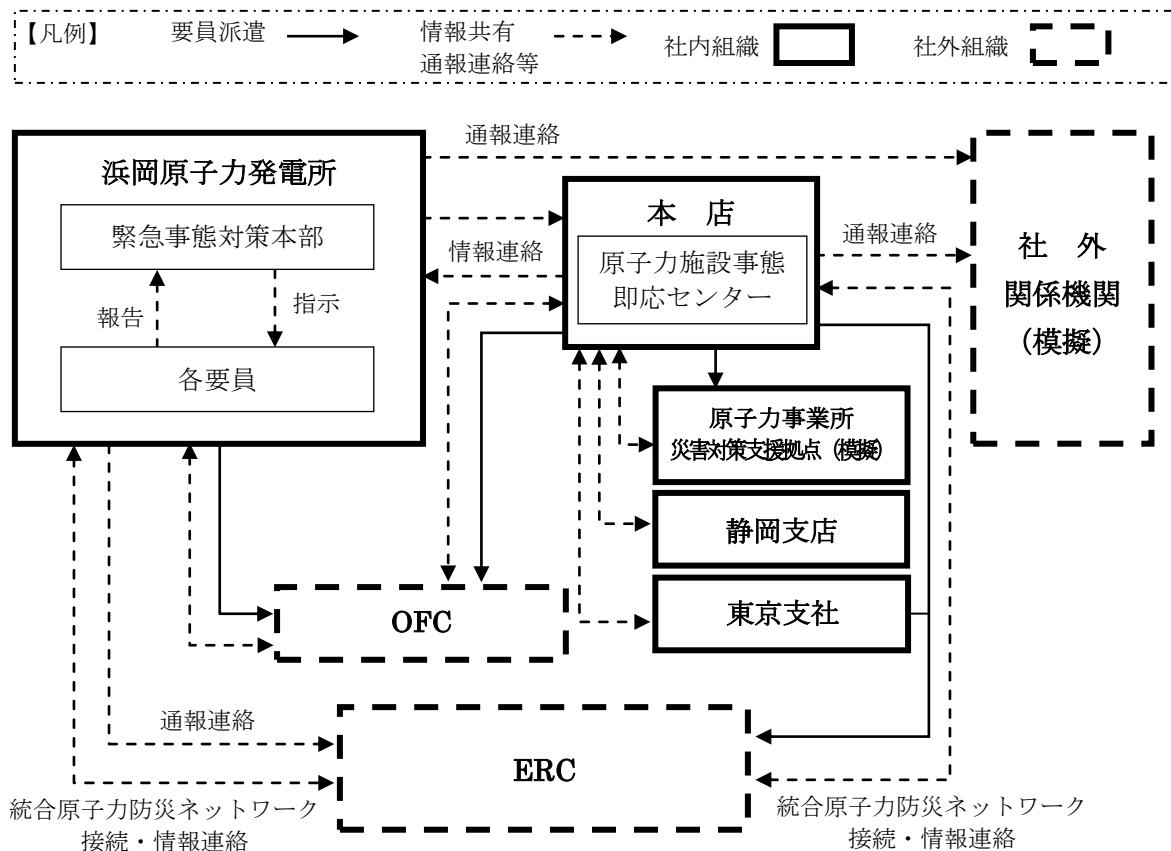 【凡例】
要員派遣
情報共有
通報連絡等
社内組織
社外組織
浜岡原子力発電所
緊急事態対策本部
報告
指示
各要員
通報連絡
情報連絡
本 店
原子力施設事態
即応センター
通報連絡
社 外
関係機関
(模擬)
原子力事業所
災害対策支援拠点(模擬)
静岡支店
東京支社
OFC
通報連絡
ERC
統合原子力防災ネットワーク
接続・情報連絡
統合原子力防災ネットワーク
接続・情報連絡